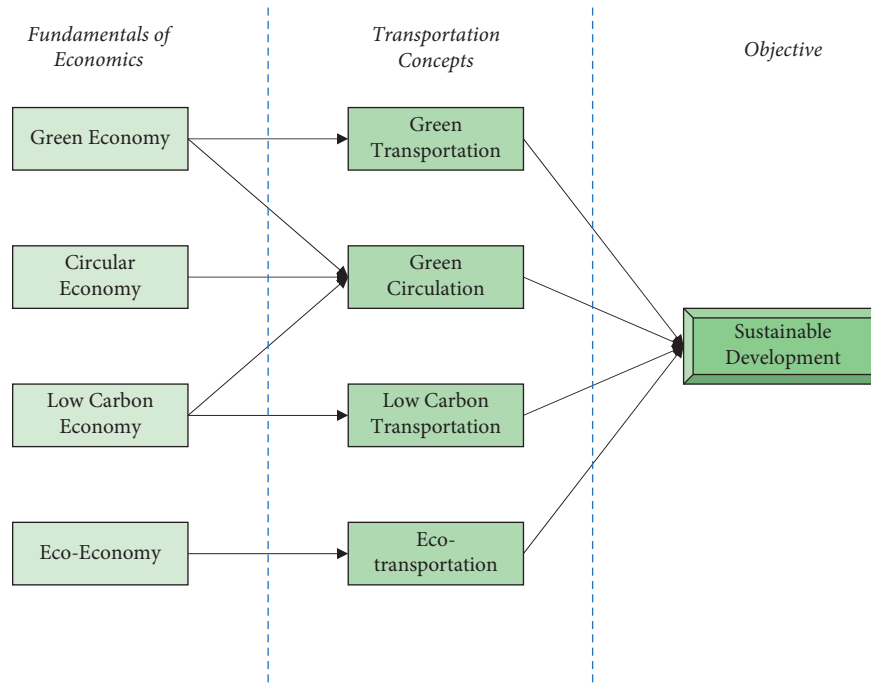 Fundamentals of
Economics
Transportation
Concepts
Objective
Green Economy
Green
Transportation
Circular
Economy
Green
Circulation
Sustainable
Development
Low Carbon
Economy
Low Carbon
Transportation
Eco-Economy
Eco-
transportation